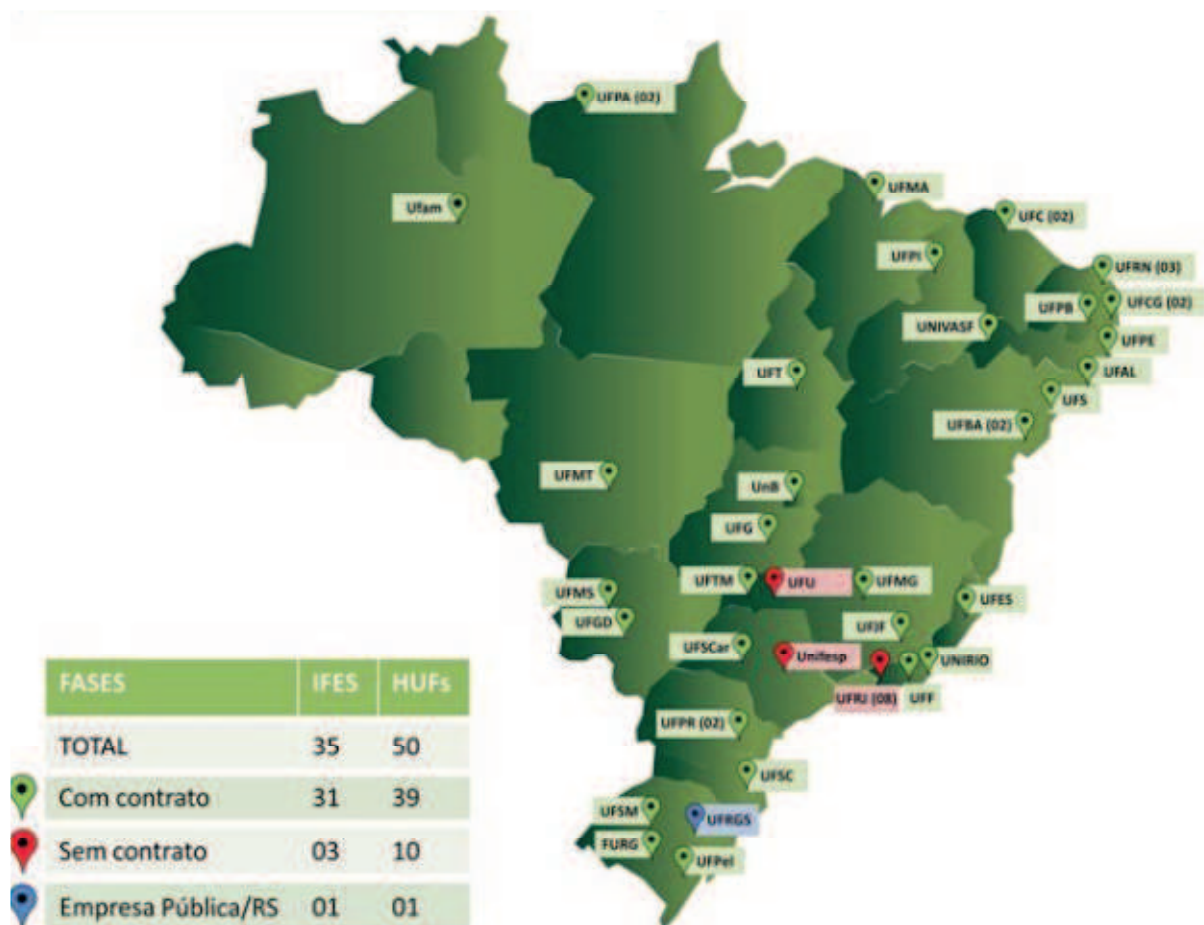 UFPA (02)
UFMA
Ufam
UFC (02)
UFPI
UFRN (03)
UFPB
UFCG (02)
UNIVASF
UFPE
UFT
UFAL
UFS
UFBA (02)
UFMT
UnB
UFG
UFTM
UFU
UFMG
UFMS
UFES
UFGD
UFJF
UFSCar
Unifesp
UNIRIO
UFRJ (08)
UFF
UFPR (02)
UFSC
UFSM
UFRGS
FURG
UFPel
FASES IFES HUFs
TOTAL 35 50
Com contrato 31 39
Sem contrato 03 10
Empresa Pública/RS 01 01